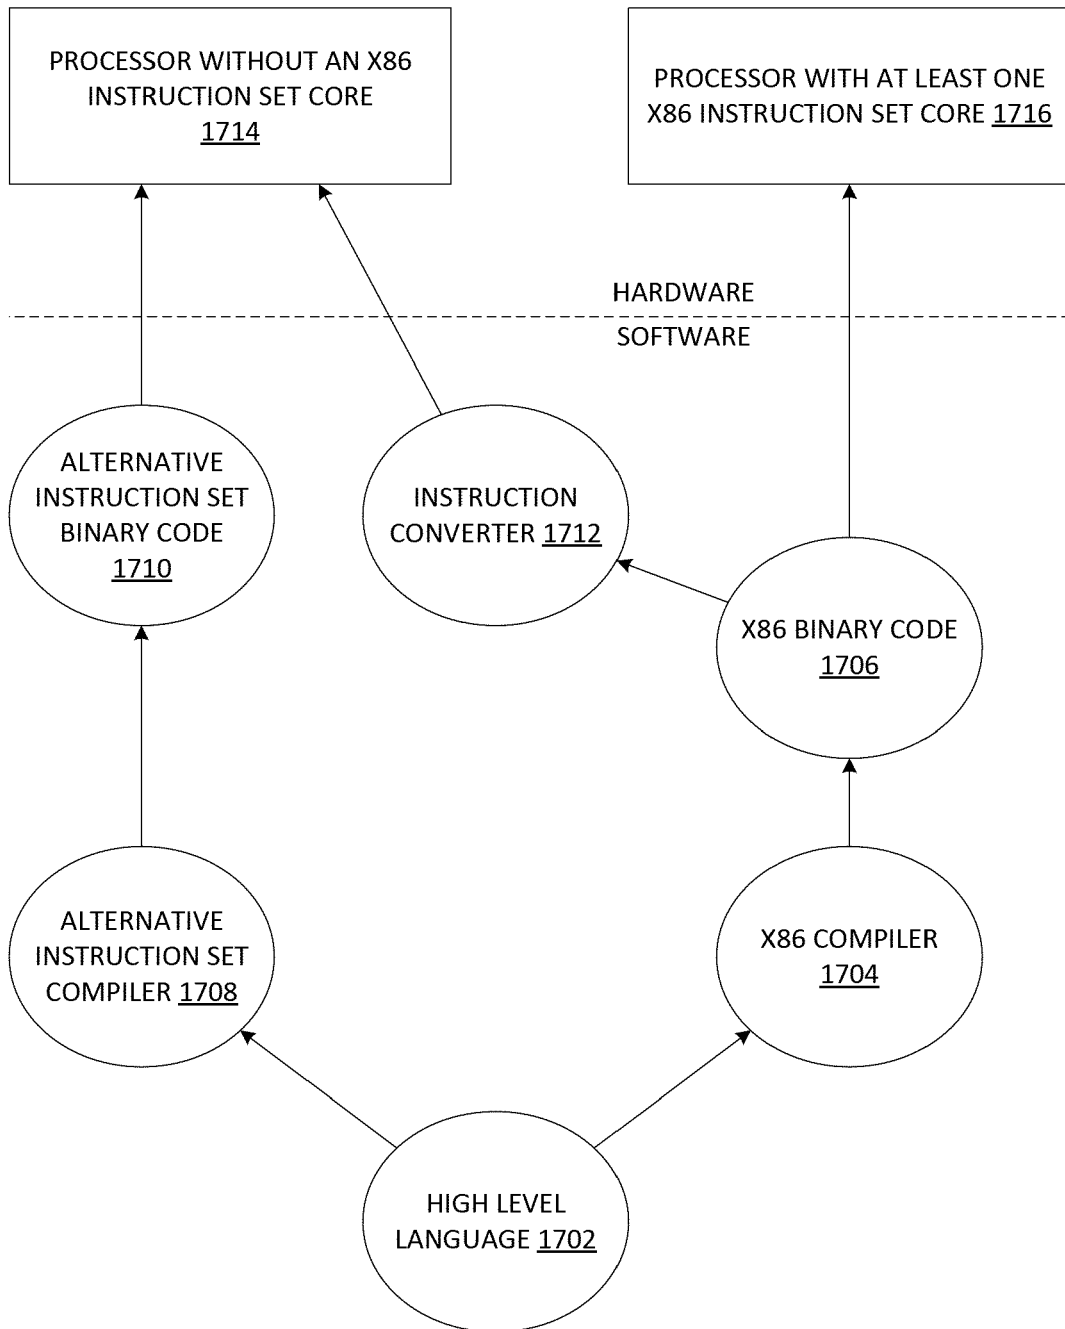 PROCESSOR WITHOUT AN X86
INSTRUCTION SET CORE
1714
PROCESSOR WITH AT LEAST ONE
X86 INSTRUCTION SET CORE 1716
HARDWARE
SOFTWARE
ALTERNATIVE
INSTRUCTION SET
BINARY CODE
1710
INSTRUCTION
CONVERTER 1712
X86 BINARY CODE
1706
ALTERNATIVE
INSTRUCTION SET
COMPILER 1708
X86 COMPILER
1704
HIGH LEVEL
LANGUAGE 1702